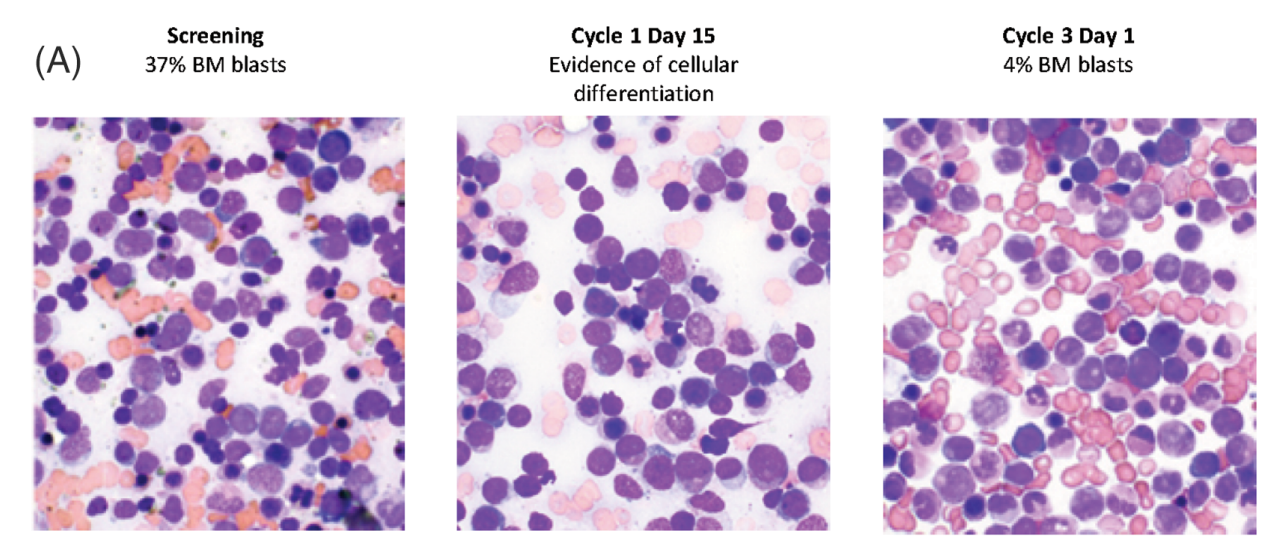 (A)
Screening
37% BM blasts
Cycle 1 Day 15
Evidence of cellular
differentiation
Cycle 3 Day 1
4% BM blasts